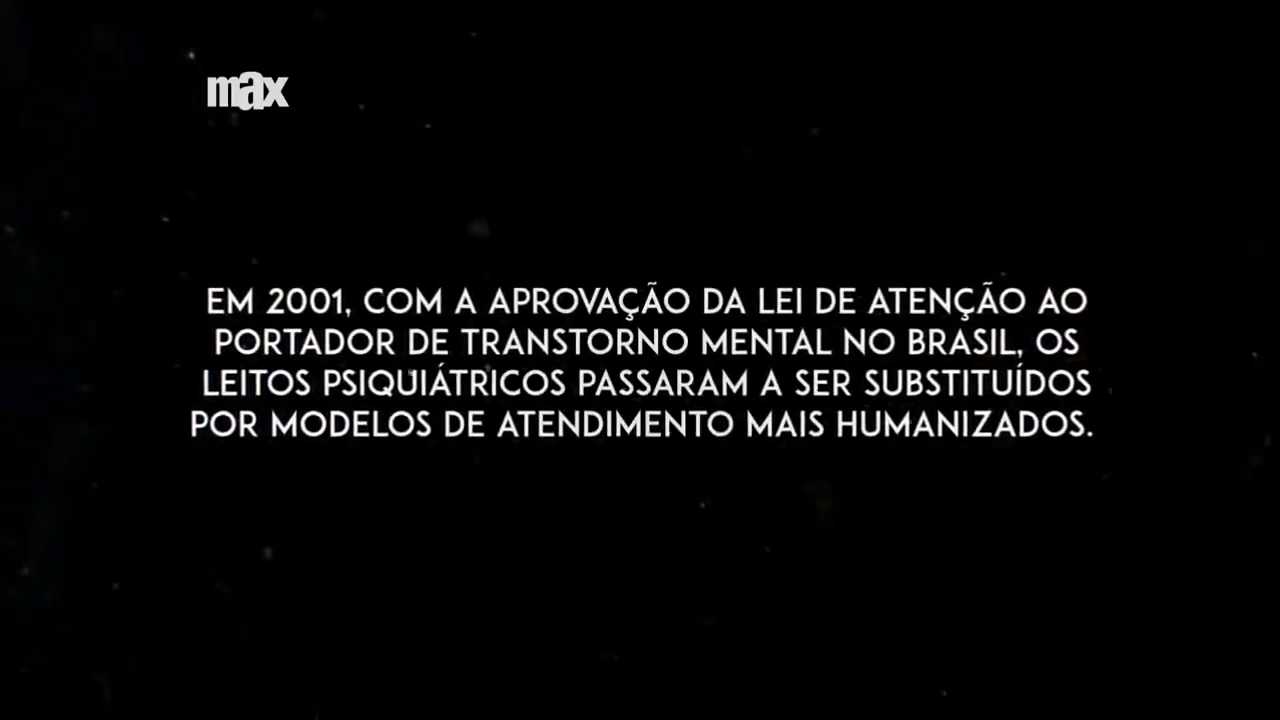 max
EM 2001, COM A APROVAÇÃO DA LEI DE ATENÇÃO AO
PORTADOR DE TRANSTORNO MENTAL NO BRASIL, OS
LEITOS PSIQUIÁTRICOS PASSARAM A SER SUBSTITUÍDOS
POR MODELOS DE ATENDIMENTO MAIS HUMANIZADOS.